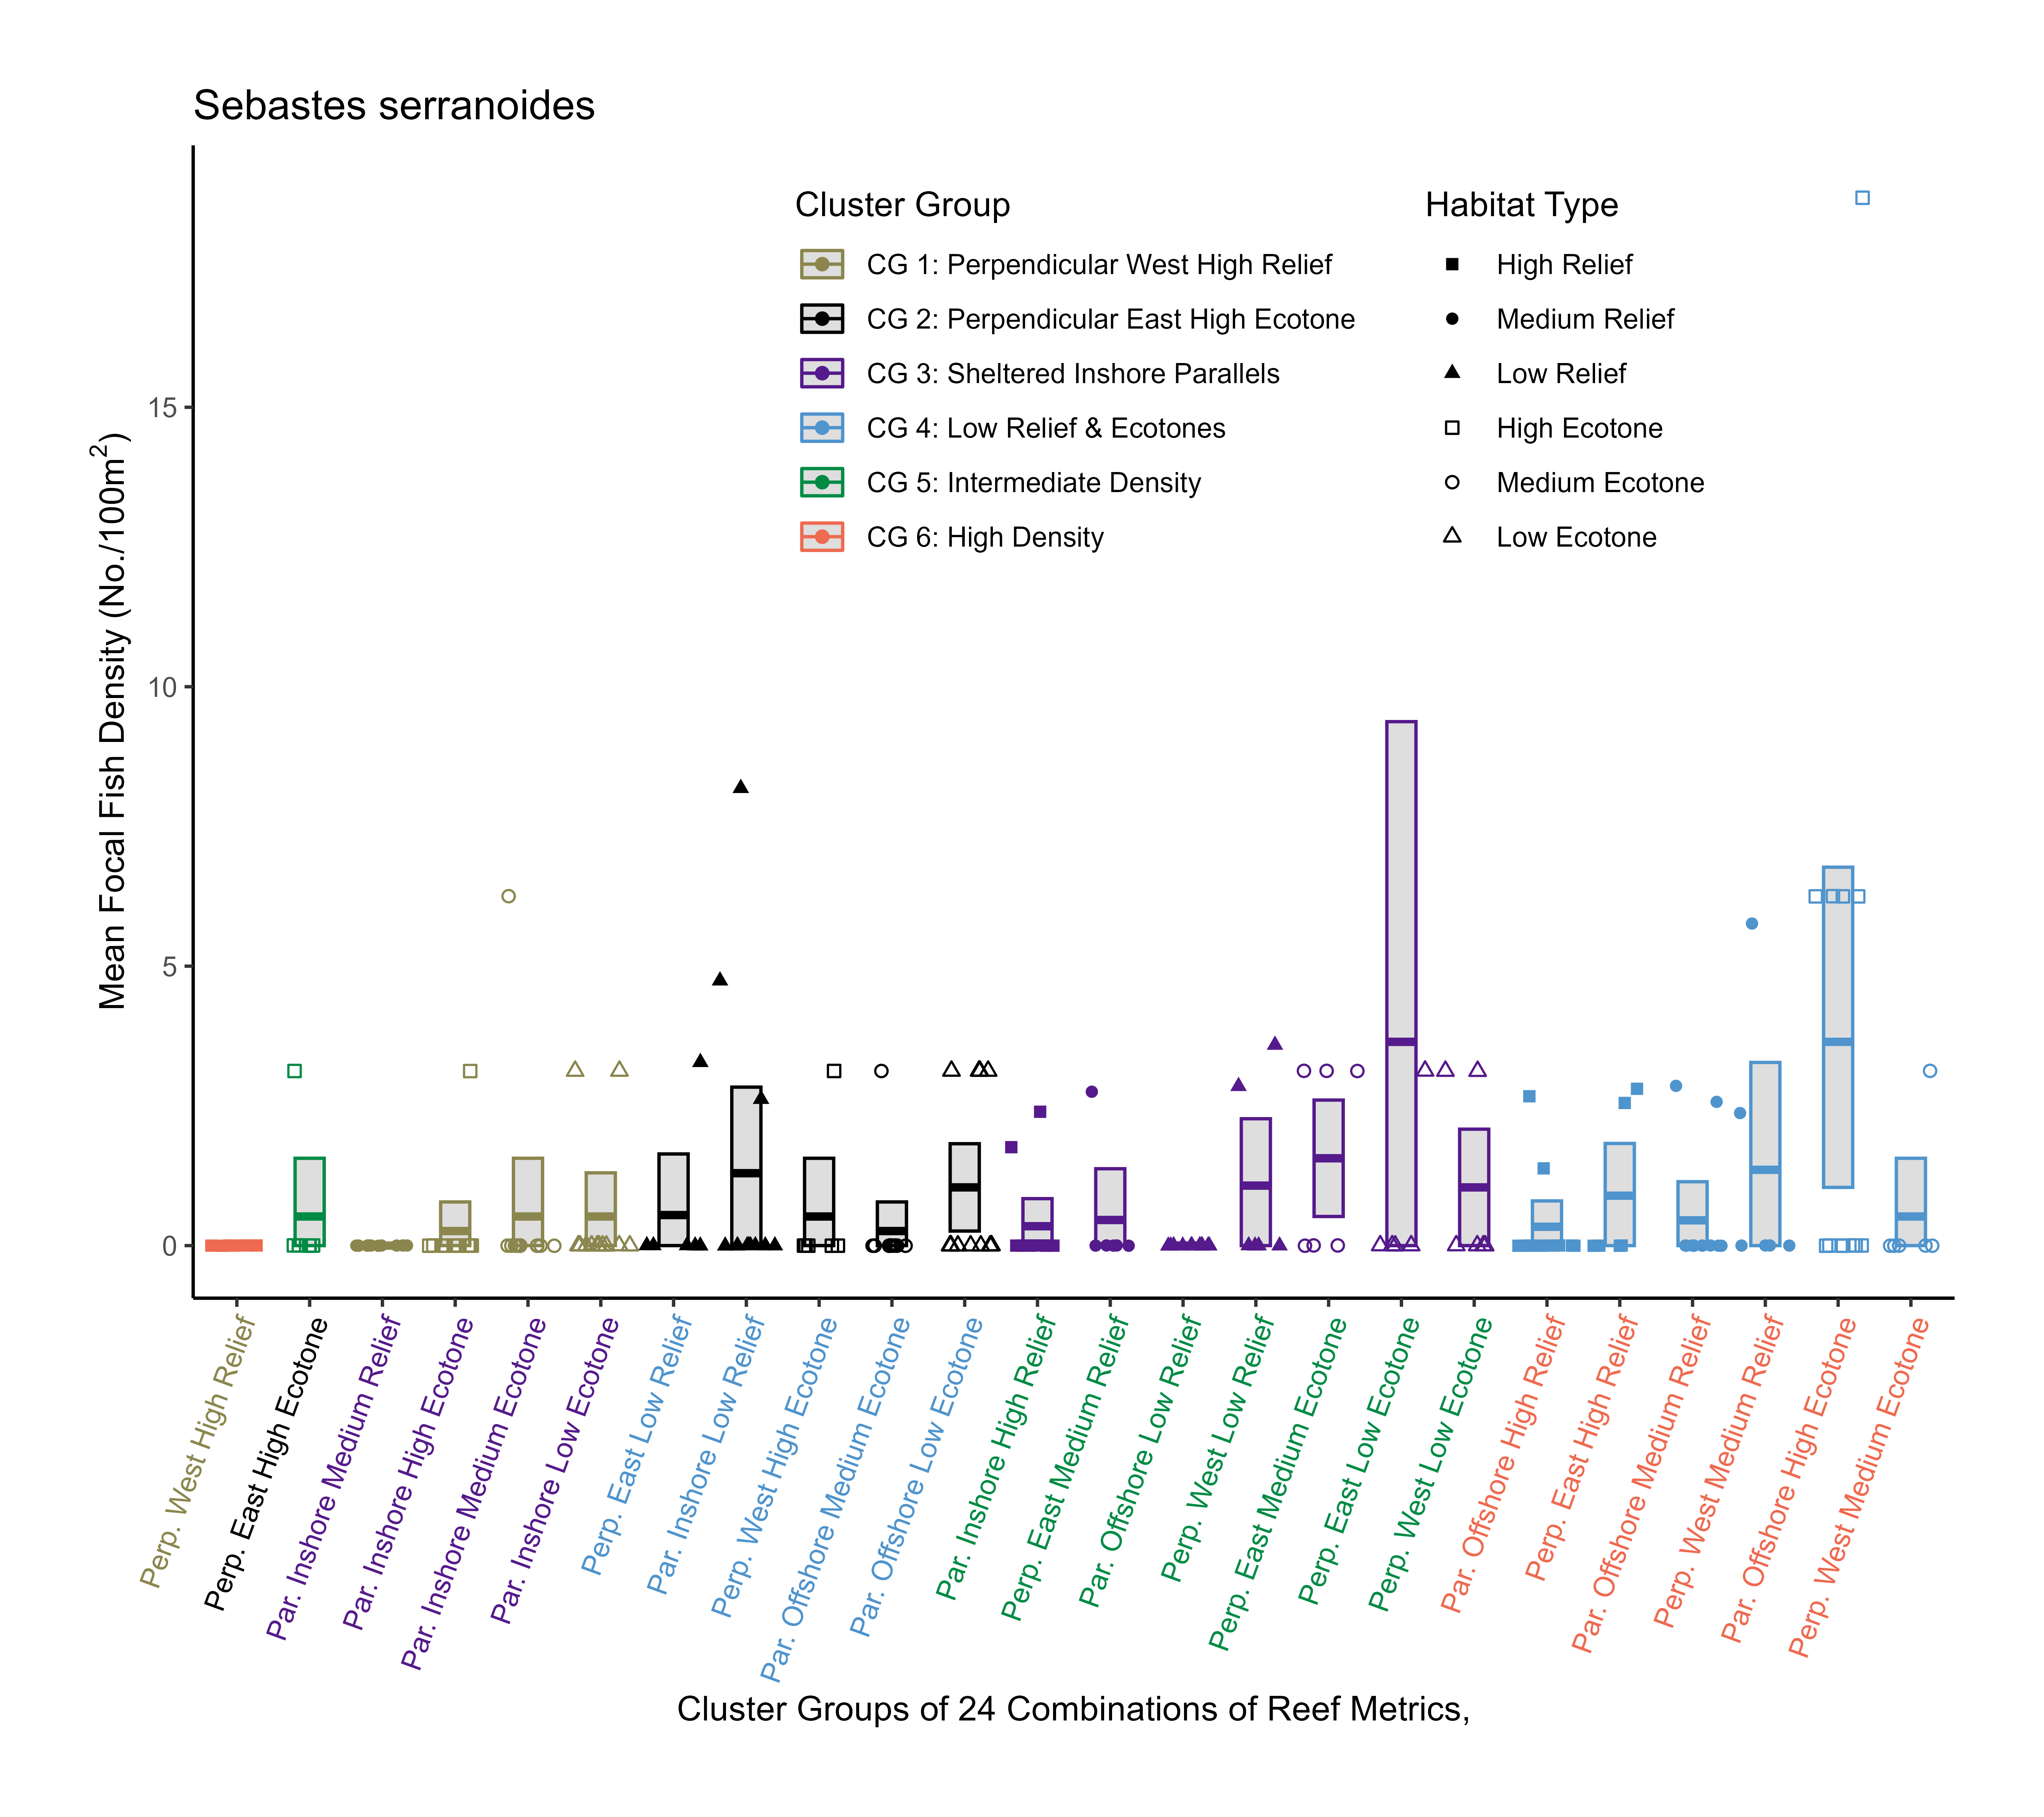 Sebastes serranoides
Cluster Group
CG 1: Perpendicular West High Relief
CG 2: Perpendicular East High Ecotone
CG 3: Sheltered Inshore Parallels
CG 4: Low Relief & Ecotones
CG 5: Intermediate Density
CG 6: High Density
Habitat Type
High Relief
Medium Relief
Low Relief
High Ecotone
Medium Ecotone
Low Ecotone
Mean Focal Fish Density (No./100m²)
15
10
5
0
Perp. West High Relief
Perp. East High Ecotone
Par. Inshore Medium Relief
Par. Inshore High Ecotone
Par. Inshore Medium Ecotone
Par. Inshore Low Ecotone
Perp. East Low Relief
Par. Inshore Low Relief
Perp. West High Ecotone
Par. Offshore Medium Ecotone
Par. Offshore Low Ecotone
Par. Inshore High Relief
Perp. East Medium Relief
Par. Offshore Low Relief
Perp. West Low Relief
Perp. East Medium Ecotone
Perp. East Low Ecotone
Perp. West Low Ecotone
Par. Offshore High Relief
Perp. East High Relief
Par. Offshore Medium Relief
Perp. West Medium Relief
Par. Offshore High Ecotone
Perp. West Medium Ecotone
Cluster Groups of 24 Combinations of Reef Metrics,